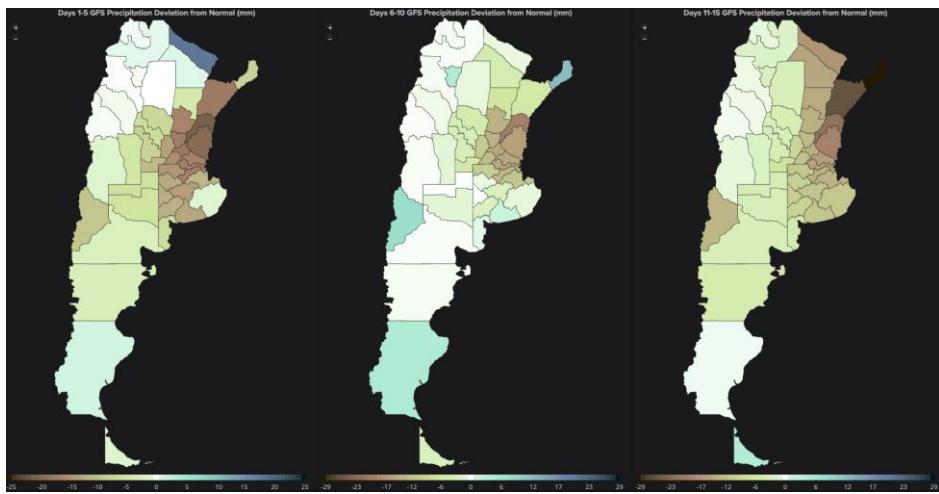 Days 1-5 GFS Precipitation Deviation from Normal (mm)
Days 6-10 GFS Precipitation Deviation from Normal (mm)
Days 11-15 GFS Precipitation Deviation from Normal (mm)
+
−
+
−
+
−
-25 -20 -15 -10 -5 0 5 10 15 20 25
-29 -23 -17 -12 -6 0 6 12 17 23 29
-29 -23 -17 -12 -6 0 6 12 17 23 29